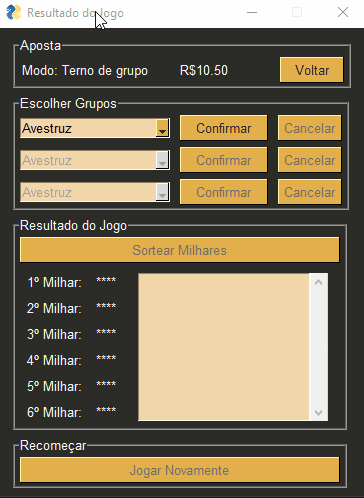 Resultado do Jogo
Aposta
Modo: Terno de grupo R$10.50 Voltar
Escolher Grupos
Avestruz Confirmar Cancelar
Avestruz Confirmar Cancelar
Avestruz Confirmar Cancelar
Resultado do Jogo
Sortear Milhares
1º Milhar: ****
2º Milhar: ****
3º Milhar: ****
4º Milhar: ****
5º Milhar: ****
6º Milhar: ****
Recomeçar
Jogar Novamente